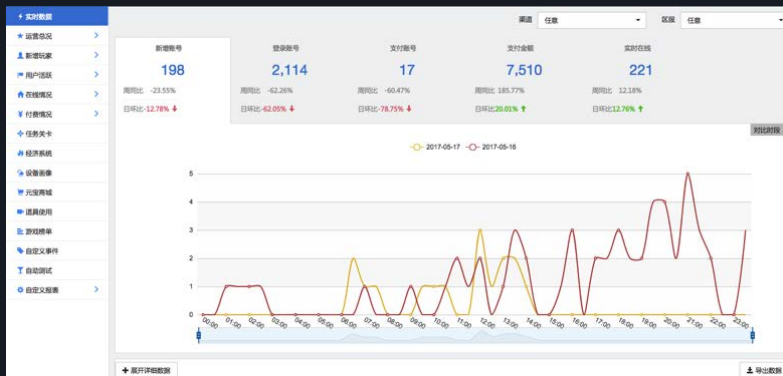 实时数据
运营总况
新增玩家
用户活跃
在线情况
付费情况
任务关卡
经济系统
设备画像
元宝商城
道具使用
游戏榜单
自定义事件
自动测试
自定义报表
渠道 任意 区服 任意
新增账号 登录账号 支付账号 支付金额 实时在线
198 2,114 17 7,510 221
周同比 -23.55% 周同比 -62.26% 周同比 -60.47% 周同比 185.77% 周同比 12.18%
日环比-12.78% 日环比-62.05% 日环比-78.75% 日环比20.01% 日环比12.76%
对比时段
2017-05-17 2017-05-16
5
4
3
2
1
0
00:00 01:00 02:00 03:00 04:00 05:00 06:00 07:00 08:00 09:00 10:00 11:00 12:00 13:00 14:00 15:00 16:00 17:00 18:00 19:00 20:00 21:00 22:00 23:00
展开详细数据 导出数据